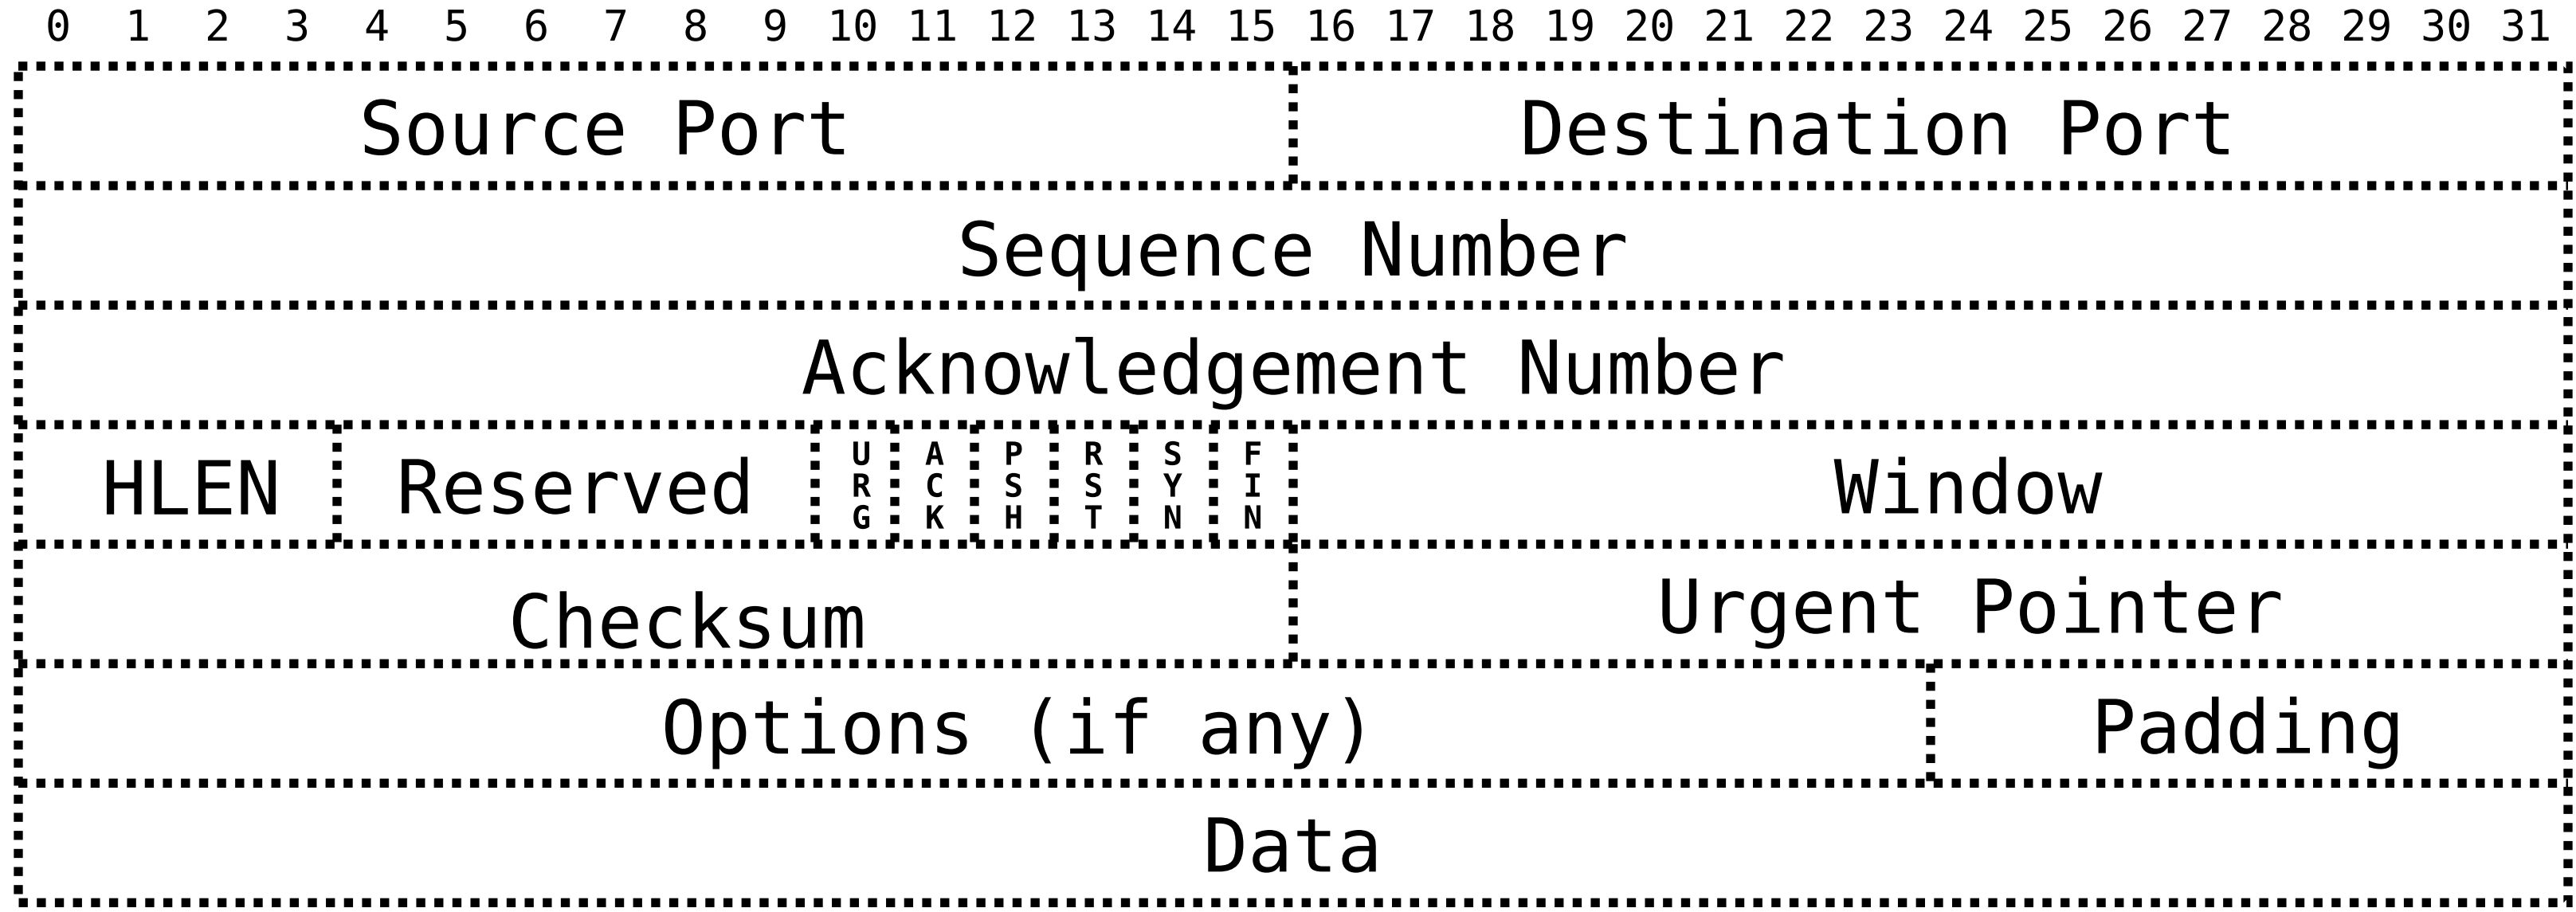 0 1 2 3 4 5 6 7 8 9 10 11 12 13 14 15 16 17 18 19 20 21 22 23 24 25 26 27 28 29 30 31
Source Port Destination Port
Sequence Number
Acknowledgement Number
HLEN Reserved URG ACK PSH RST SYN FIN Window
Checksum Urgent Pointer
Options (if any) Padding
Data